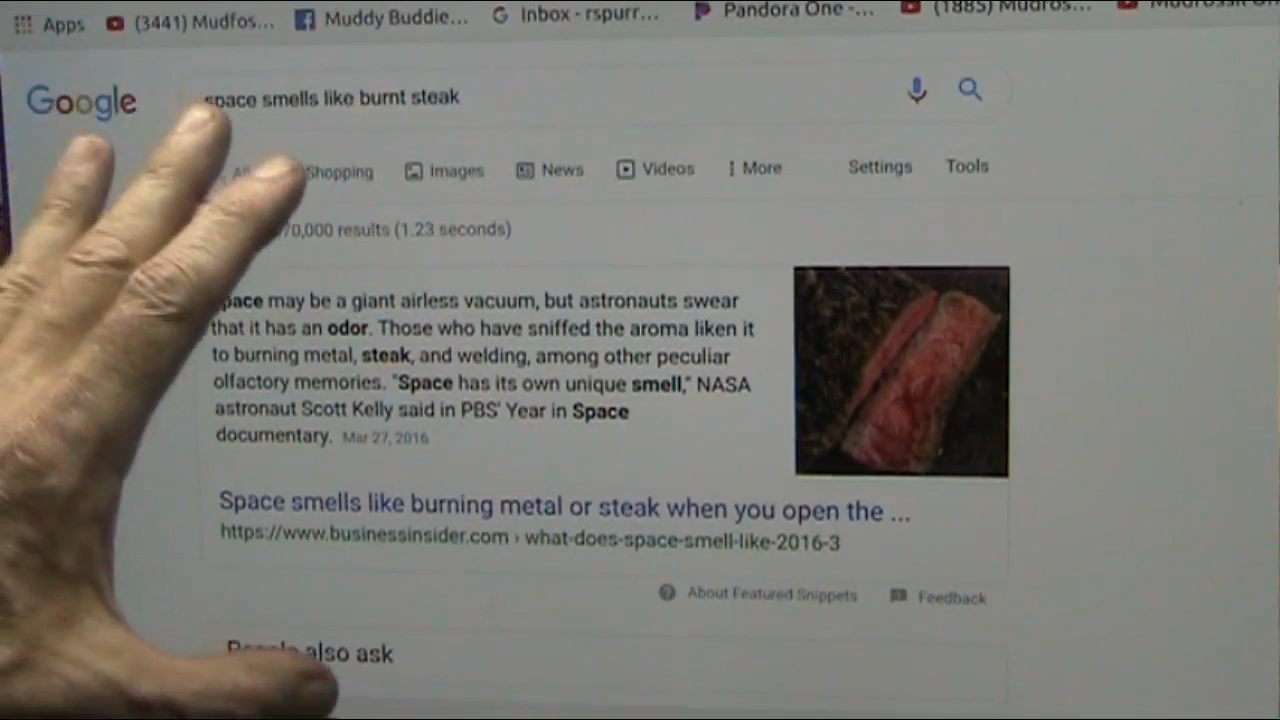 Apps (3441) Mudfos... Muddy Buddie... Inbox - rspurr... Pandora One -... (1885) Mudfos...
Google space smells like burnt steak
All Shopping Images News Videos More Settings Tools
70,000 results (1.23 seconds)
Space may be a giant airless vacuum, but astronauts swear
that it has an odor. Those who have sniffed the aroma liken it
to burning metal, steak, and welding, among other peculiar
olfactory memories. "Space has its own unique smell," NASA
astronaut Scott Kelly said in PBS' Year in Space
documentary. Mar 27, 2016
Space smells like burning metal or steak when you open the ...
https://www.businessinsider.com › what-does-space-smell-like-2016-3
About Featured Snippets Feedback
People also ask